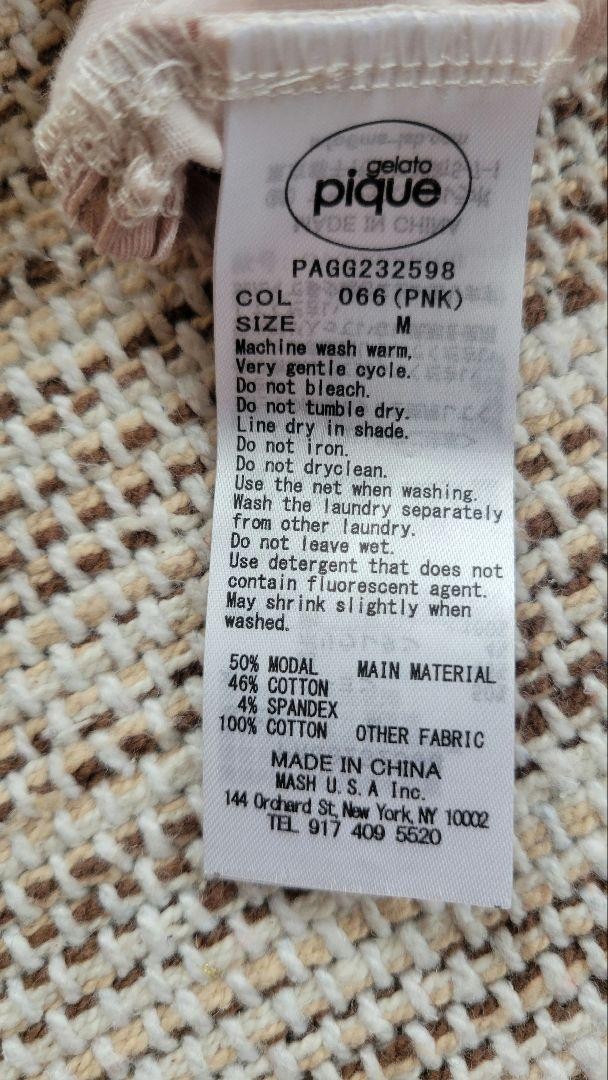 gelato
pique
PAGG232598
COL 066 (PNK)
SIZE M
Machine wash warm,
Very gentle cycle.
Do not bleach.
Do not tumble dry.
Line dry in shade.
Do not iron.
Do not dryclean.
Use the net when washing.
Wash the laundry separately
from other laundry.
Do not leave wet.
Use detergent that does not
contain fluorescent agent.
May shrink slightly when
washed.
50% MODAL MAIN MATERIAL
46% COTTON
4% SPANDEX
100% COTTON OTHER FABRIC
MADE IN CHINA
MASH U.S.A Inc.
144 Orchard St, New York, NY 10002
TEL 917 409 5520